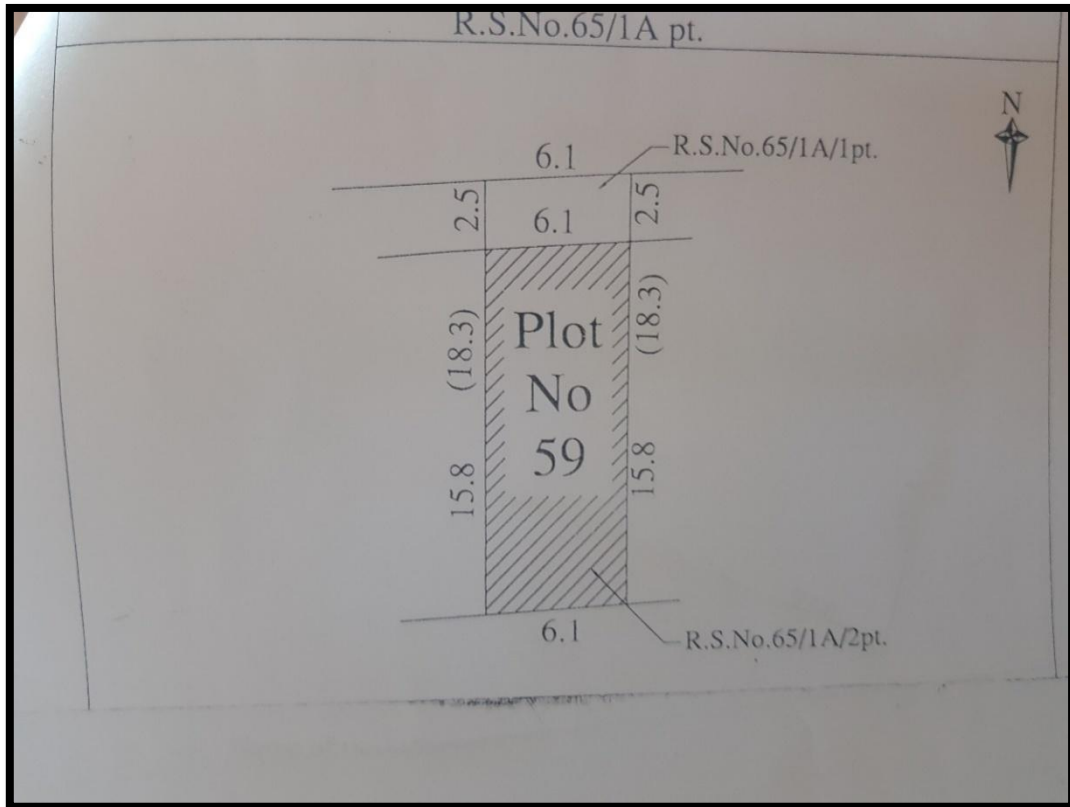 R.S.No.65/1A pt.
N
6.1
R.S.No.65/1A/1pt.
2.5
2.5
6.1
(18.3)
(18.3)
Plot
No
59
15.8
15.8
6.1
R.S.No.65/1A/2pt.